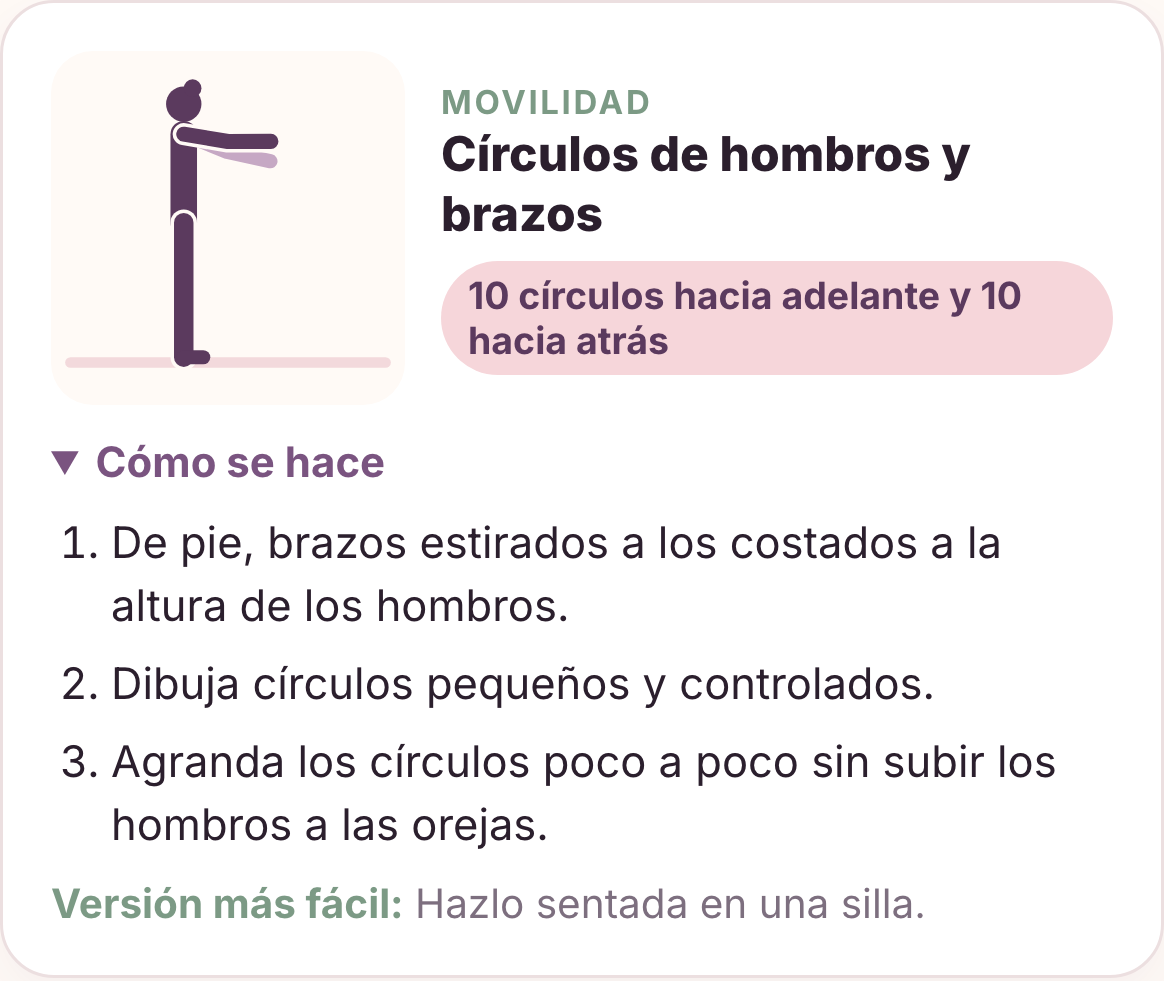 MOVILIDAD
Círculos de hombros y
brazos
10 círculos hacia adelante y 10
hacia atrás
▼ Cómo se hace
1. De pie, brazos estirados a los costados a la
altura de los hombros.
2. Dibuja círculos pequeños y controlados.
3. Agranda los círculos poco a poco sin subir los
hombros a las orejas.
Versión más fácil: Hazlo sentada en una silla.